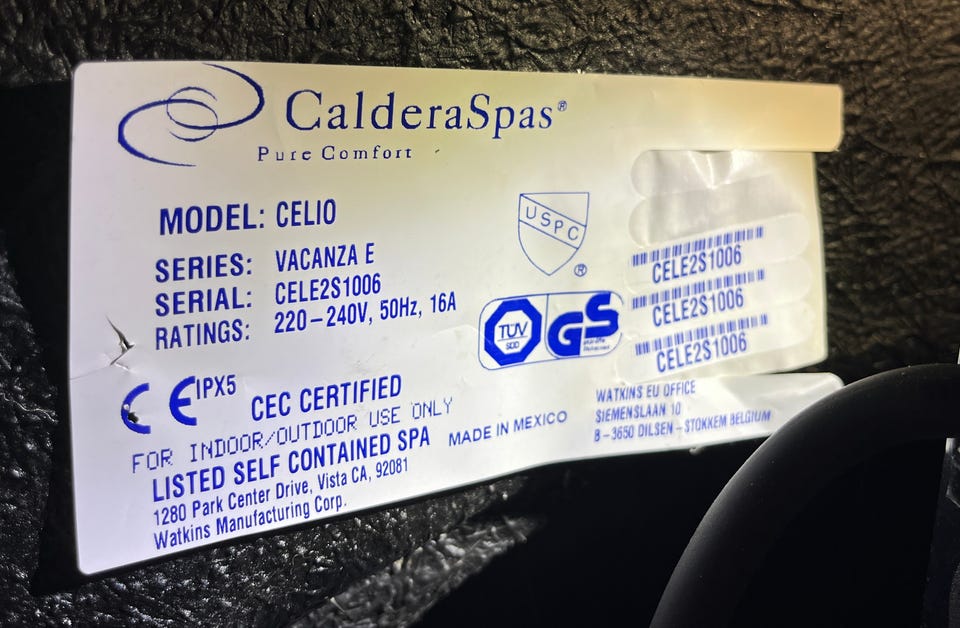 CalderaSpas®
Pure Comfort
MODEL: CELIO
SERIES: VACANZA E
SERIAL: CELE2S1006
RATINGS: 220-240V, 50Hz, 16A
CE IPX5
CEC CERTIFIED
FOR INDOOR/OUTDOOR USE ONLY
LISTED SELF CONTAINED SPA
1280 Park Center Drive, Vista CA, 92081
Watkins Manufacturing Corp.
MADE IN MEXICO
USPC
®
TÜV
SÜD
GS
CELE2S1006
CELE2S1006
CELE2S1006
WATKINS EU OFFICE
SIEMENSLAAN 10
B-3650 DILSEN-STOKKEM BELGIUM